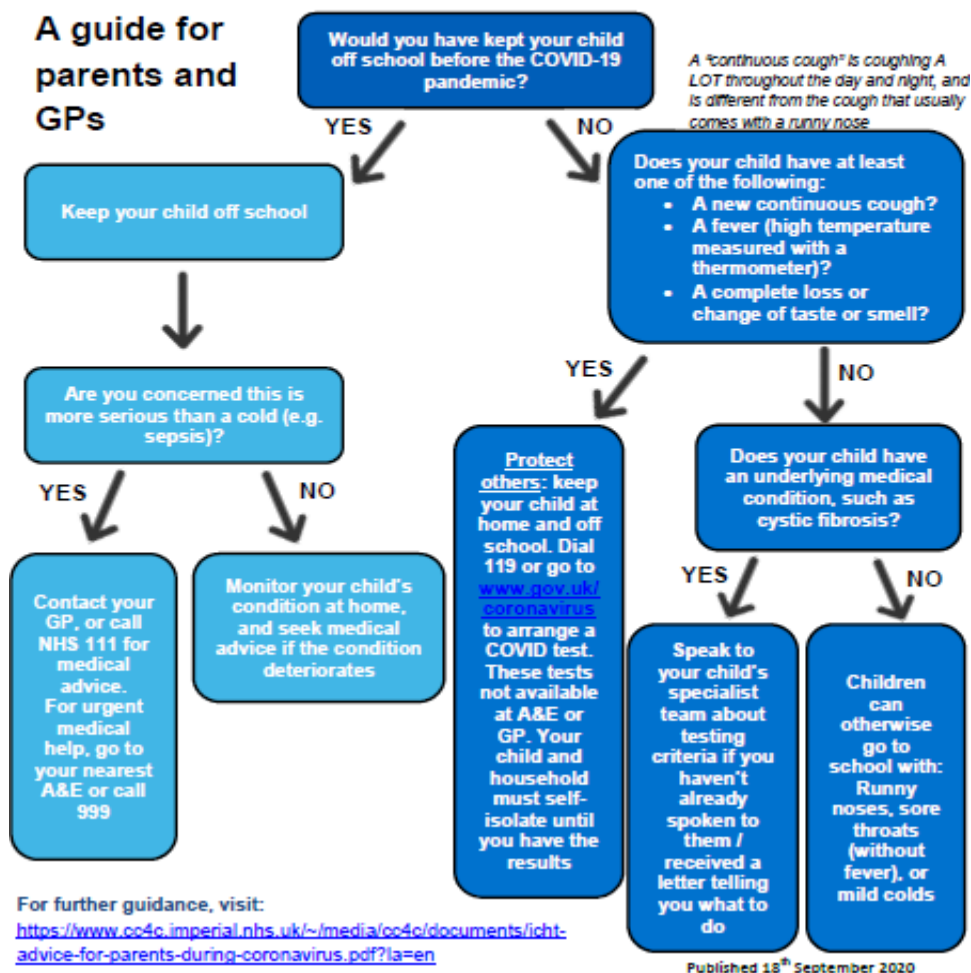 A guide for
parents and
GPs
Would you have kept your child
off school before the COVID-19
pandemic?
A "continuous cough" is coughing A
LOT throughout the day and night, and
is different from the cough that usually
comes with a runny nose
YES
NO
Keep your child off school
Does your child have at least
one of the following:
• A new continuous cough?
• A fever (high temperature
measured with a
thermometer)?
• A complete loss or
change of taste or smell?
Are you concerned this is
more serious than a cold (e.g.
sepsis)?
YES
NO
Contact your
GP, or call
NHS 111 for
medical
advice.
For urgent
medical
help, go to
your nearest
A&E or call
999
Monitor your child's
condition at home,
and seek medical
advice if the condition
deteriorates
YES
NO
Protect
others: keep
your child at
home and off
school. Dial
119 or go to
www.gov.uk/
coronavirus
to arrange a
COVID test.
These tests
not available
at A&E or
GP. Your
child and
household
must self-
isolate until
you have the
results
Does your child have
an underlying medical
condition, such as
cystic fibrosis?
YES
NO
Speak to
your child's
specialist
team about
testing
criteria if you
haven't
already
spoken to
them /
received a
letter telling
you what to
do
Children
can
otherwise
go to
school with:
Runny
noses, sore
throats
(without
fever), or
mild colds
For further guidance, visit:
https://www.cc4c.imperial.nhs.uk/~/media/cc4c/documents/icht-
advice-for-parents-during-coronavirus.pdf?la=en
Published 18th September 2020